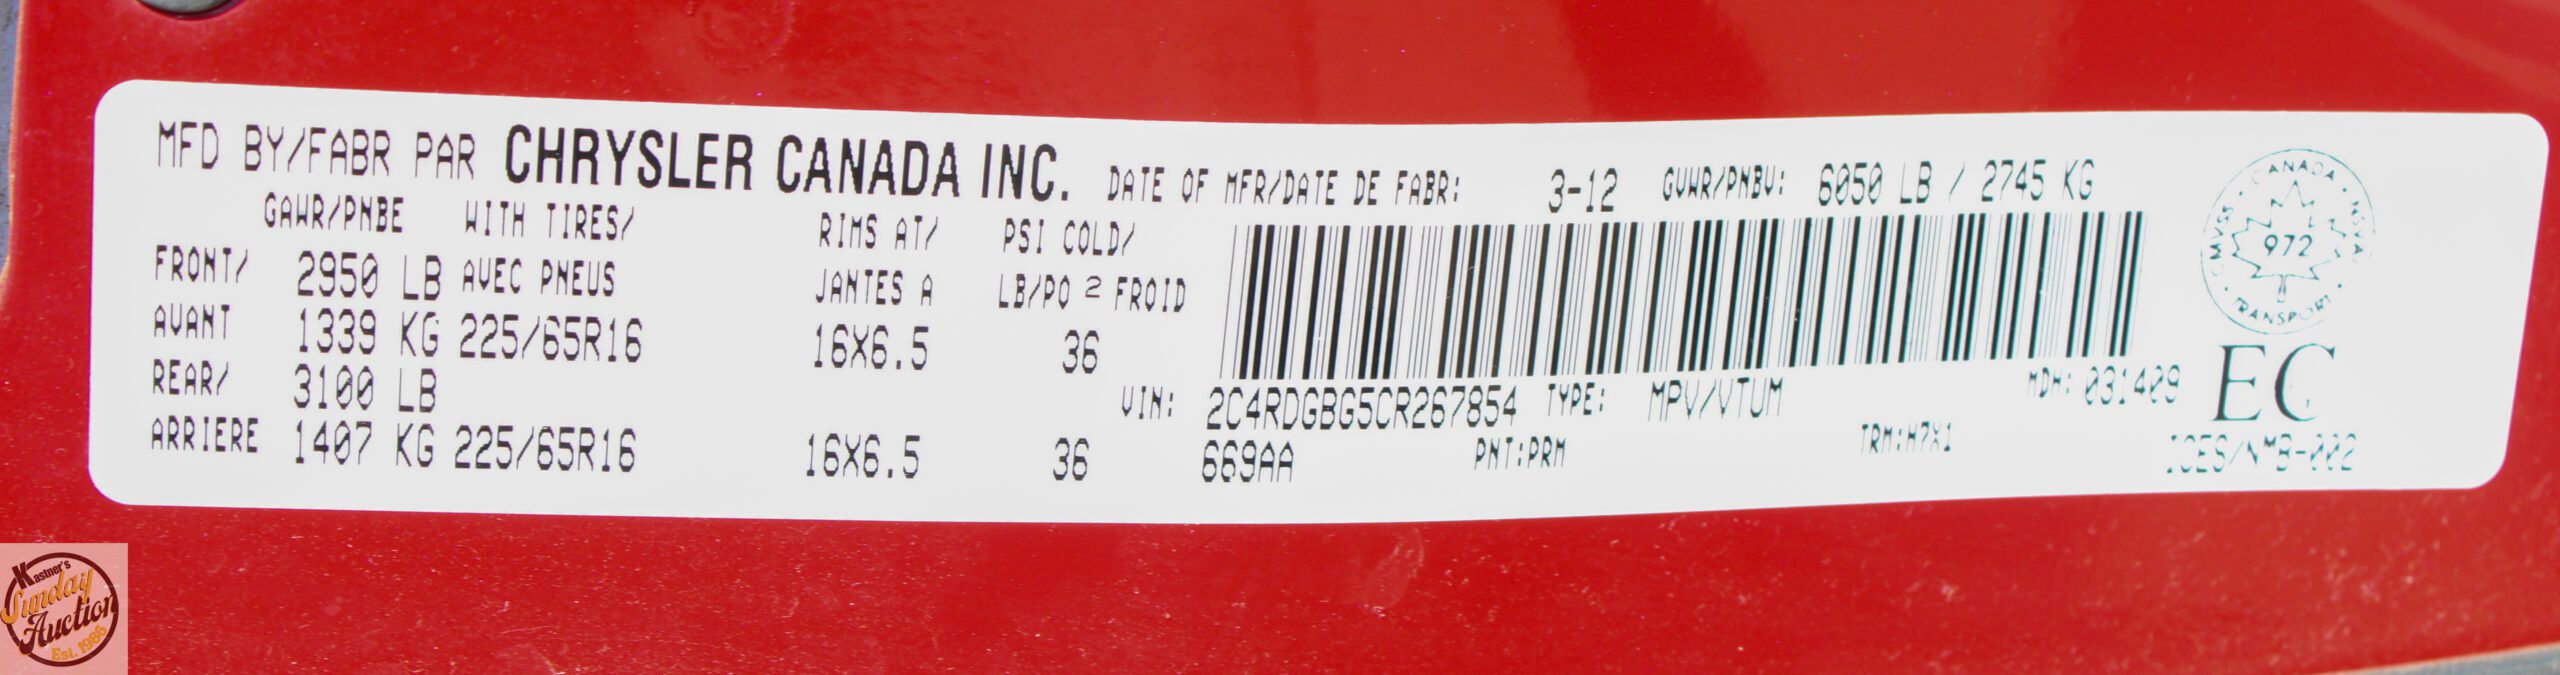 MFD BY/FABR PAR CHRYSLER CANADA INC. DATE OF MFR/DATE DE FABR: 3-12 GVWR/PNBV: 6050 LB / 2745 KG
GAWR/PNBE WITH TIRES/ RIMS AT/ PSI COLD/
FRONT/ 2950 LB AVEC PNEUS JANTES A LB/PO 2 FROID
AVANT 1339 KG 225/65R16 16X6.5 36
REAR/ 3100 LB
ARRIERE 1407 KG 225/65R16 16X6.5 36
VIN: 2C4RDGBG5CR267854 TYPE: MPV/VTUM MDH: 031409
669AA PNT:PRM TRM:H7X1
CANADA
CMVSS 972 NSVAC
TRANSPORT
EC
ICES/NMB-002
Kastner's
Sunday
Auction
Est. 1986